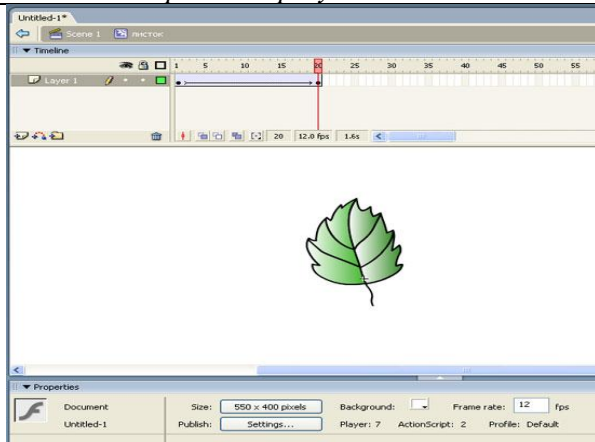 Untitled-1*
Scene 1 листок
Timeline
1 5 10 15 20 25 30 35 40 45 50 55
Layer 1
20 12.0 fps 1.6s
Properties
Document Size: 550 x 400 pixels Background: Frame rate: 12 fps
Untitled-1 Publish: Settings... Player: 7 ActionScript: 2 Profile: Default